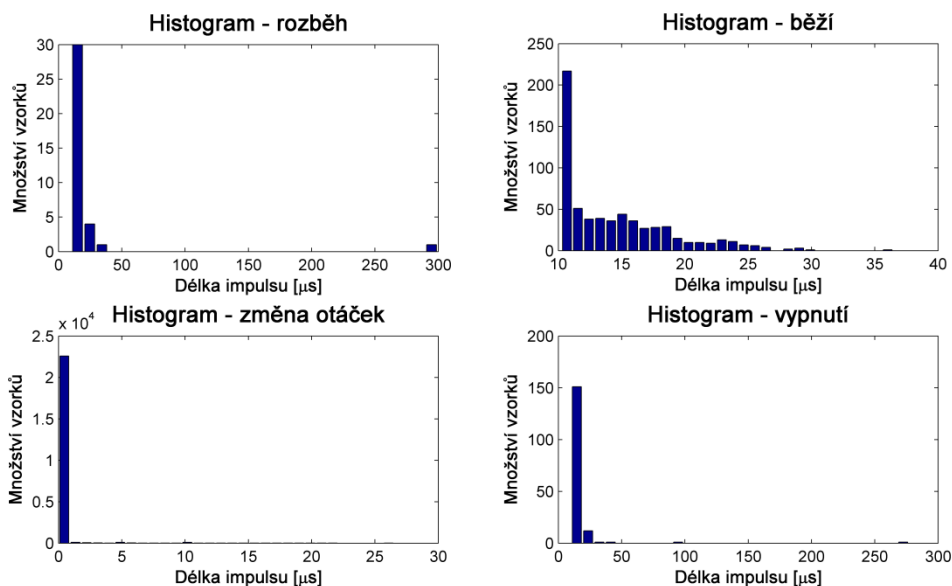 Histogram - rozběh
30
25
20
15
10
5
0
0 50 100 150 200 250 300
Množství vzorků
Délka impulsu [μs]
Histogram - běží
250
200
150
100
50
0
10 15 20 25 30 35 40
Množství vzorků
Délka impulsu [μs]
Histogram - změna otáček
x 10^4
2.5
2
1.5
1
0.5
0
0 5 10 15 20 25 30
Množství vzorků
Délka impulsu [μs]
Histogram - vypnutí
200
150
100
50
0
0 50 100 150 200 250 300
Množství vzorků
Délka impulsu [μs]